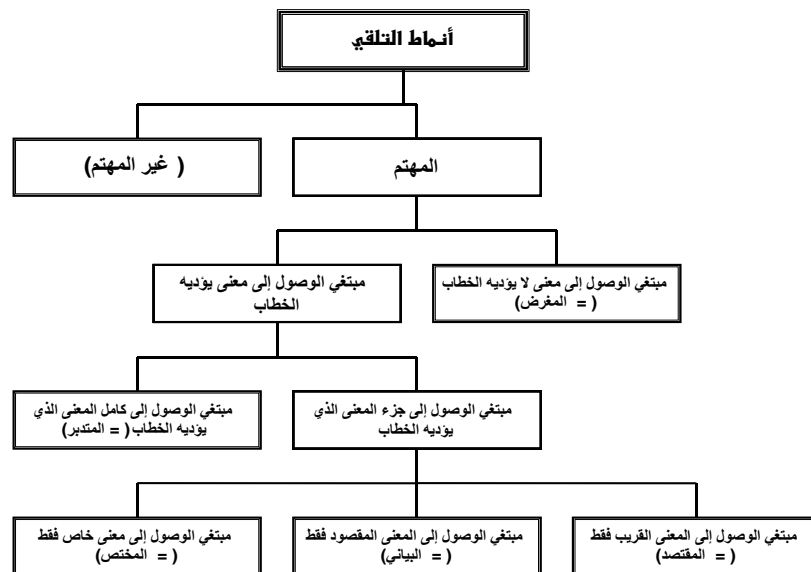 أنماط التلقي
المهتم
( غير المهتم)
مبتغي الوصول إلى معنى لا يؤديه الخطاب
( = المغرض)
مبتغي الوصول إلى معنى يؤديه
الخطاب
مبتغي الوصول إلى جزء المعنى الذي
يؤديه الخطاب
مبتغي الوصول إلى كامل المعنى الذي
يؤديه الخطاب ( = المتدبر)
مبتغي الوصول إلى المعنى القريب فقط
( = المقتصد)
مبتغي الوصول إلى المعنى المقصود فقط
( = البياني)
مبتغي الوصول إلى معنى خاص فقط
( = المختص)